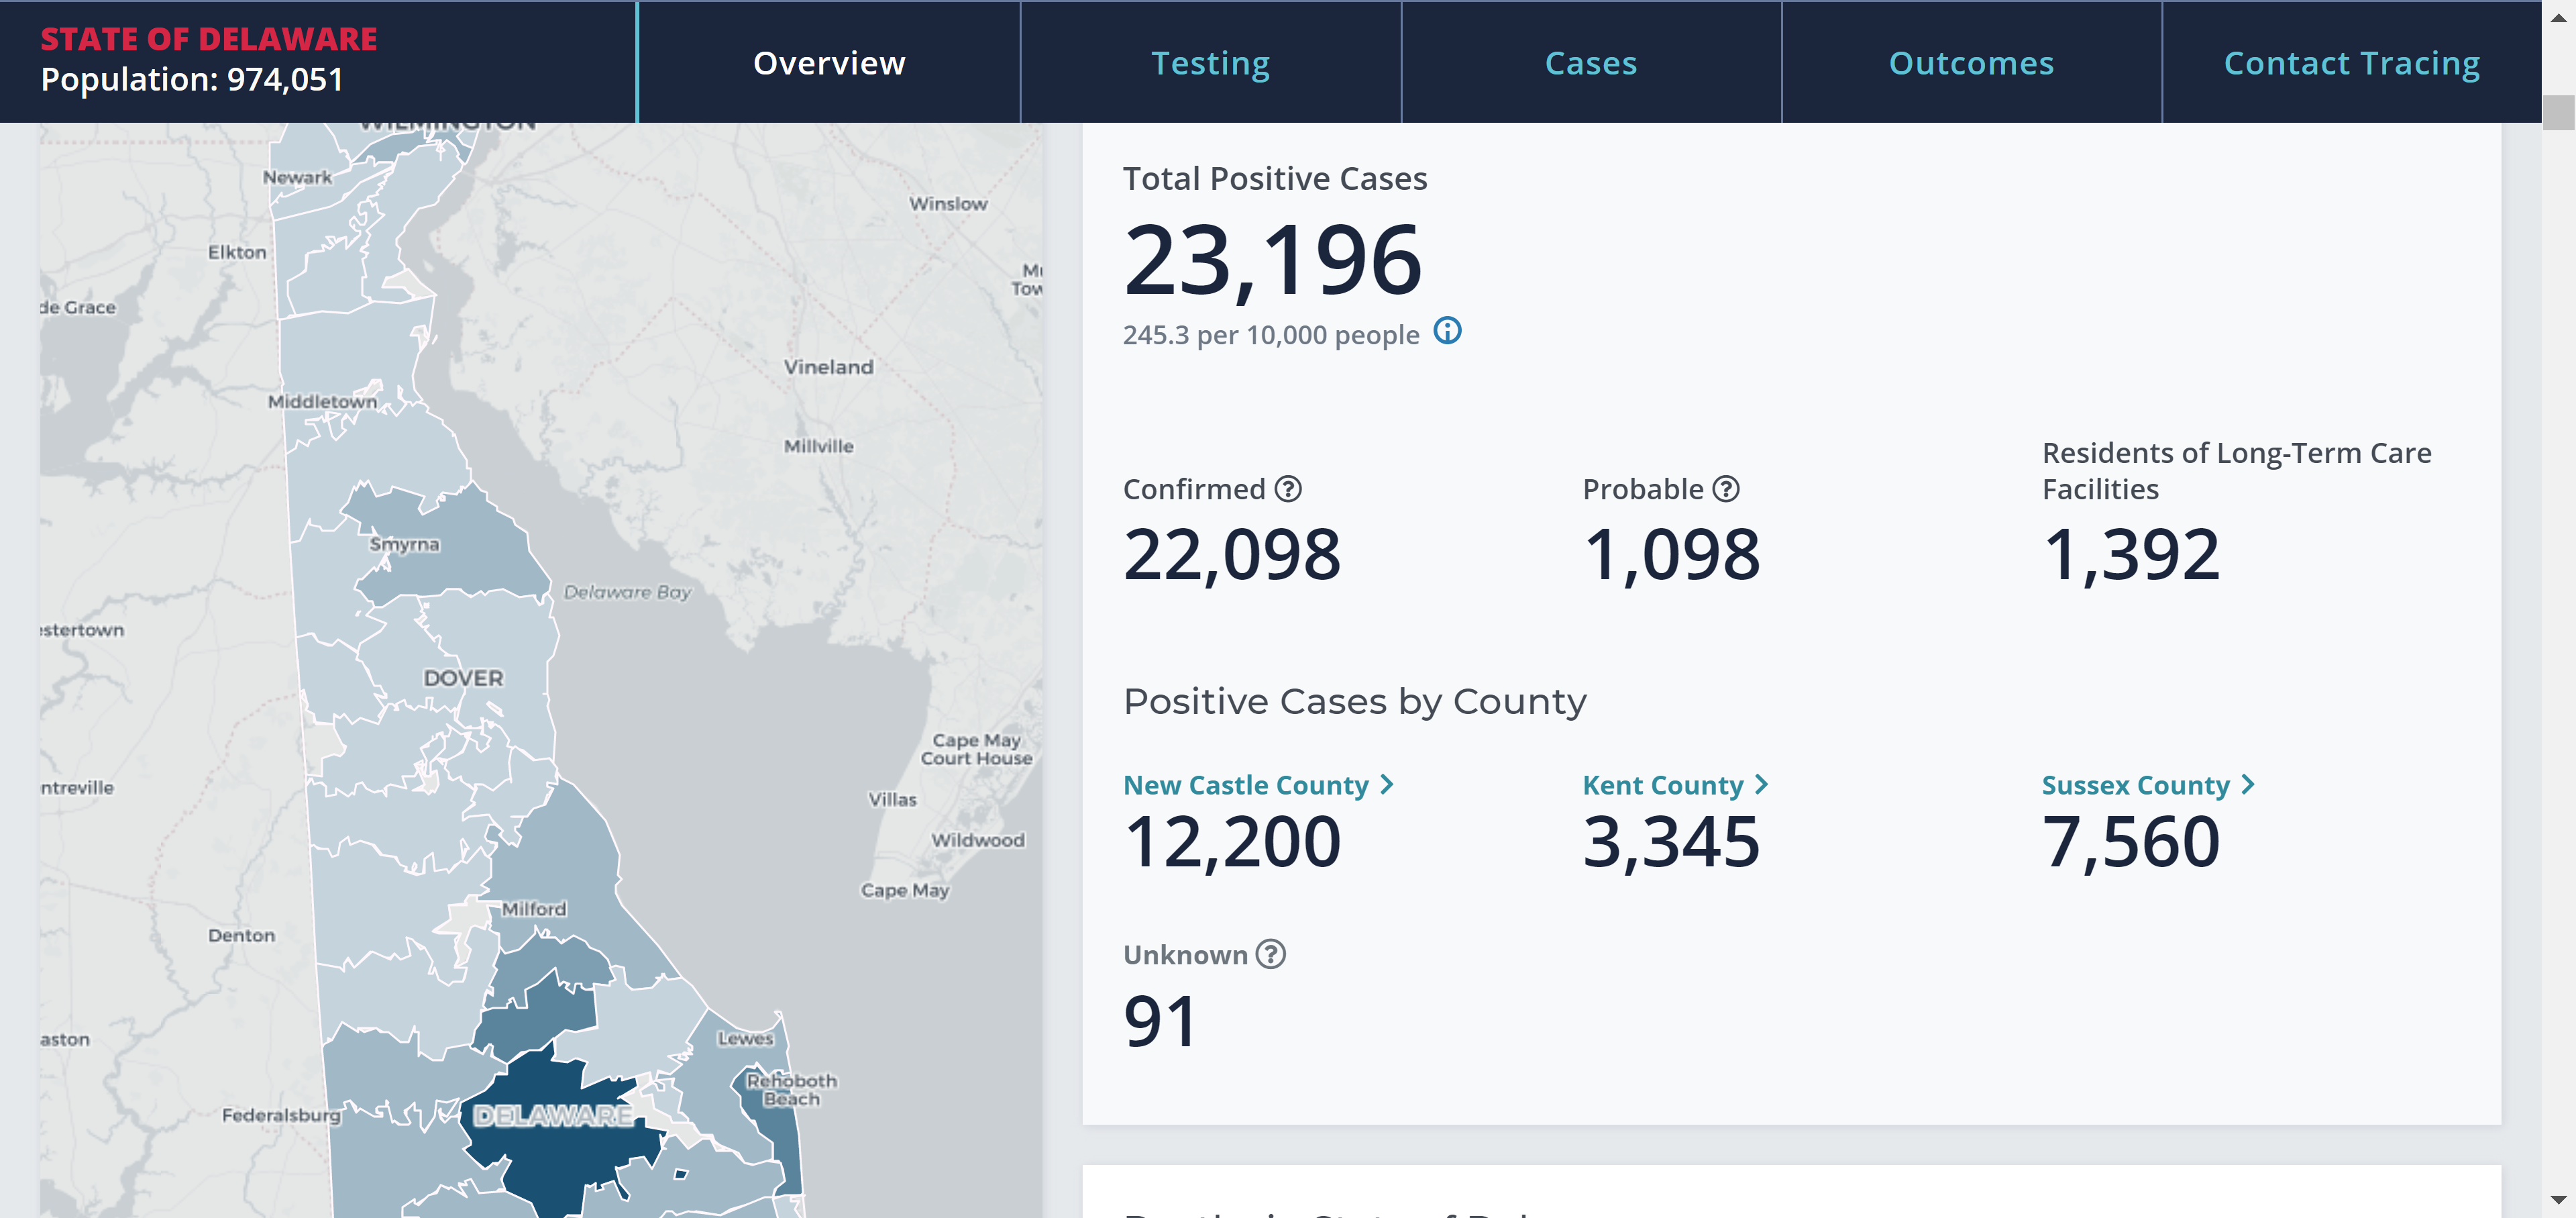 STATE OF DELAWARE
Population: 974,051
Overview
Testing
Cases
Outcomes
Contact Tracing
WILMINGTON
Newark
Winslow
Elkton
de Grace
Vineland
Middletown
Millville
Smyrna
Delaware Bay
stertown
DOVER
Cape May
Court House
ntreville
Villas
Wildwood
Cape May
Milford
Denton
aston
Lewes
Rehoboth
Beach
Federalsburg
DELAWARE
Total Positive Cases
23,196
245.3 per 10,000 people
Confirmed
22,098
Probable
1,098
Residents of Long-Term Care
Facilities
1,392
Positive Cases by County
New Castle County
12,200
Kent County
3,345
Sussex County
7,560
Unknown
91